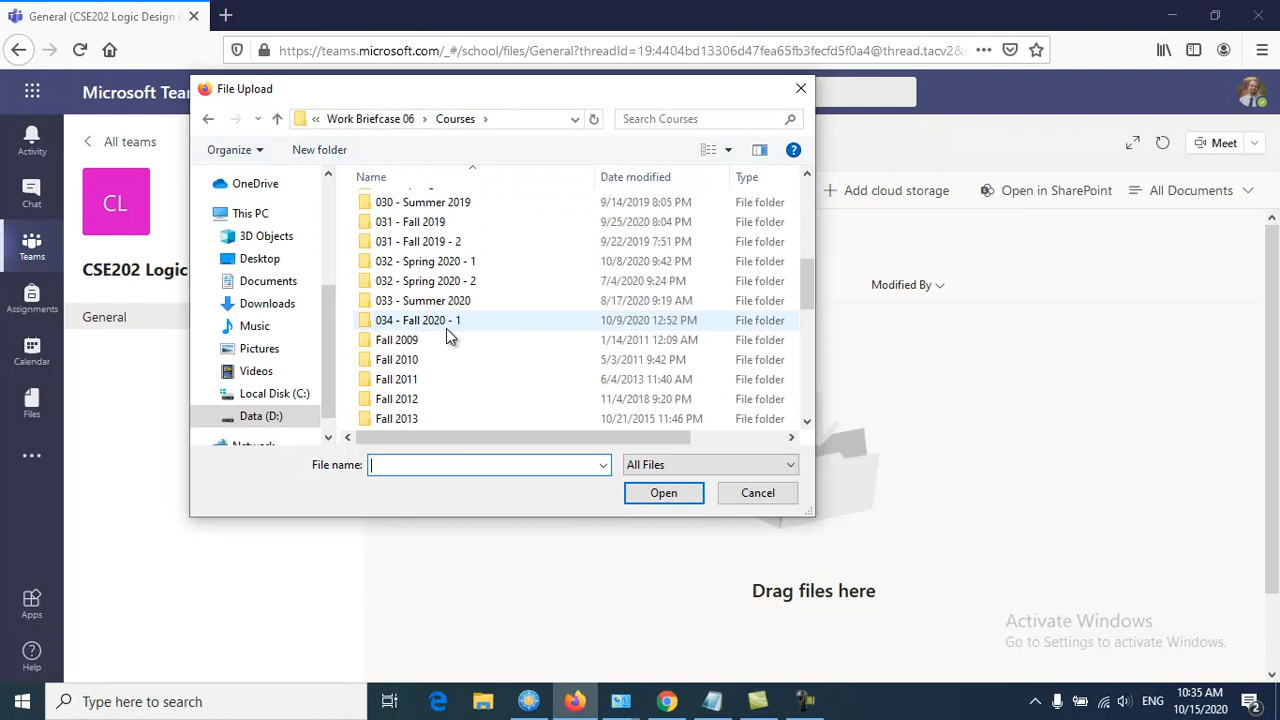 General (CSE202 Logic Design
https://teams.microsoft.com/_#/school/files/General?threadId=19:4404bd13306d47fea65fb3fecfd5f0a4@thread.tacv2&
Microsoft Tea
File Upload
Work Briefcase 06 Courses
Search Courses
Organize
New folder
Name
Date modified
Type
OneDrive
This PC
3D Objects
Desktop
Documents
Downloads
Music
Pictures
Videos
Local Disk (C:)
Data (D:)
Network
030 - Summer 2019 9/14/2019 8:05 PM File folder
031 - Fall 2019 9/25/2020 8:04 PM File folder
031 - Fall 2019 - 2 9/22/2019 7:51 PM File folder
032 - Spring 2020 - 1 10/8/2020 9:42 PM File folder
032 - Spring 2020 - 2 7/4/2020 9:24 PM File folder
033 - Summer 2020 8/17/2020 9:19 AM File folder
034 - Fall 2020 - 1 10/9/2020 12:52 PM File folder
Fall 2009 1/14/2011 12:09 AM File folder
Fall 2010 5/3/2011 9:42 PM File folder
Fall 2011 6/4/2013 11:40 AM File folder
Fall 2012 11/4/2018 9:20 PM File folder
Fall 2013 10/21/2015 11:46 PM File folder
File name:
All Files
Open
Cancel
Activity
Chat
Teams
Assignments
Calendar
Files
Apps
Help
All teams
CL
CSE202 Logic
General
Meet
Add cloud storage
Open in SharePoint
All Documents
Modified By
Drag files here
Activate Windows
Go to Settings to activate Windows.
Type here to search
ENG
10:35 AM
10/15/2020
2